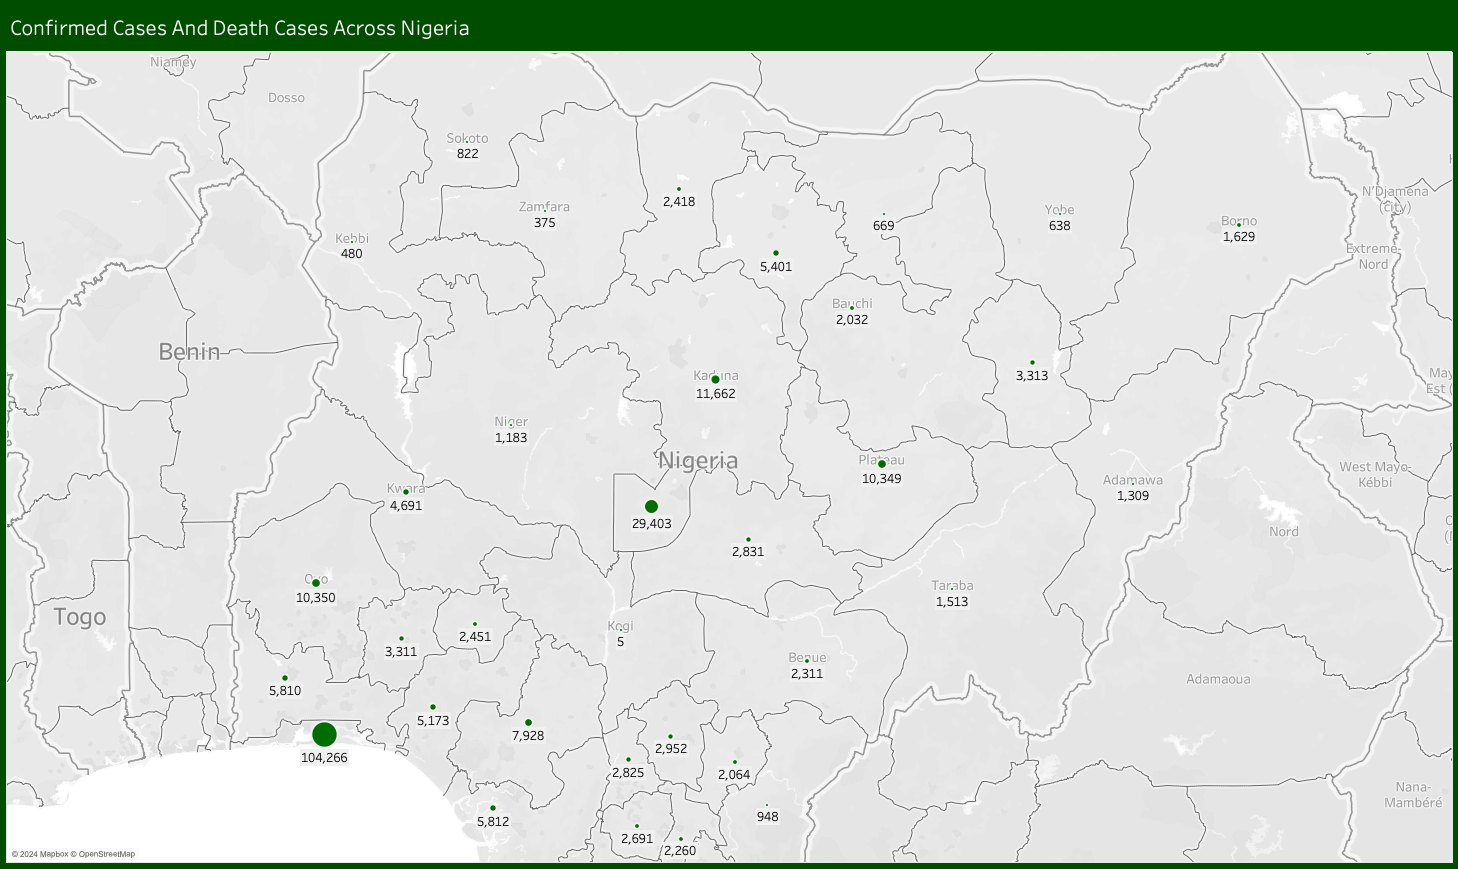 Confirmed Cases And Death Cases Across Nigeria
Niamey
Dosso
Sokoto
822
Zamfara
375
Kebbi
480
2,418
5,401
669
Yobe
638
Borno
1,629
N'Djamena
(city)
Extreme-
Nord
Bauchi
2,032
Benin
3,313
Kaduna
11,662
May
Est (
Niger
1,183
Nigeria
Plateau
10,349
Adamawa
1,309
West Mayo-
Kébbi
Kwara
4,691
29,403
2,831
Nord
Oyo
10,350
Togo
Taraba
1,513
3,311
2,451
Kogi
5
Benue
2,311
Adamaoua
5,810
5,173
7,928
104,266
2,952
2,825
2,064
Nana-
Mambéré
5,812
948
2,691
2,260
© 2024 Mapbox © OpenStreetMap